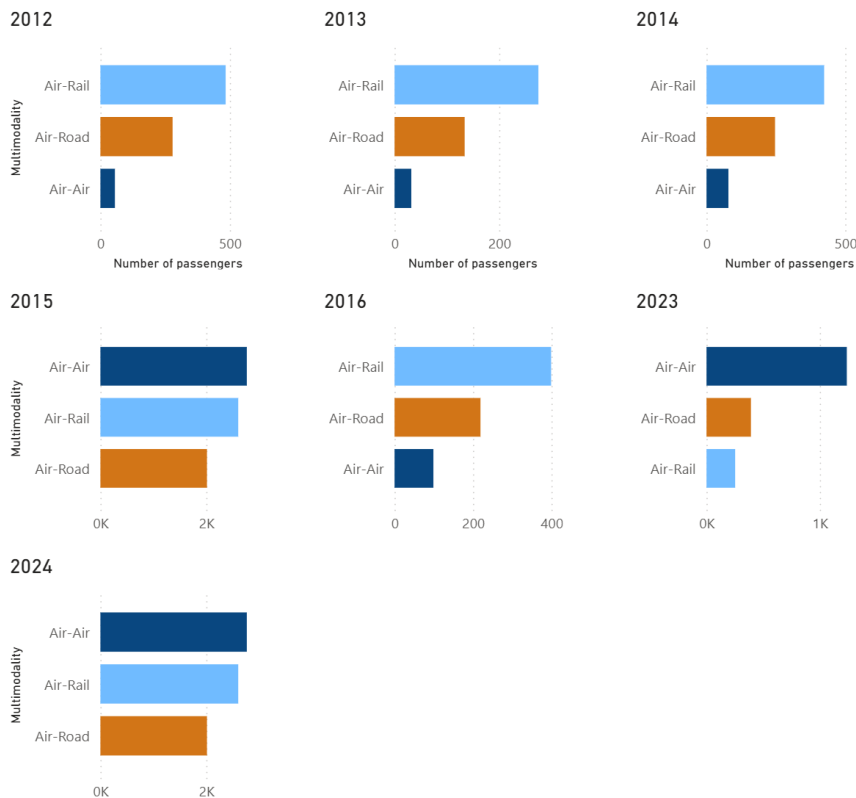 2012
Multimodality
Air-Rail
Air-Road
Air-Air
0 500
Number of passengers
2013
Air-Rail
Air-Road
Air-Air
0 200
Number of passengers
2014
Air-Rail
Air-Road
Air-Air
0 500
Number of passengers
2015
Multimodality
Air-Air
Air-Rail
Air-Road
0K 2K
2016
Air-Rail
Air-Road
Air-Air
0 200 400
2023
Air-Air
Air-Road
Air-Rail
0K 1K
2024
Multimodality
Air-Air
Air-Rail
Air-Road
0K 2K